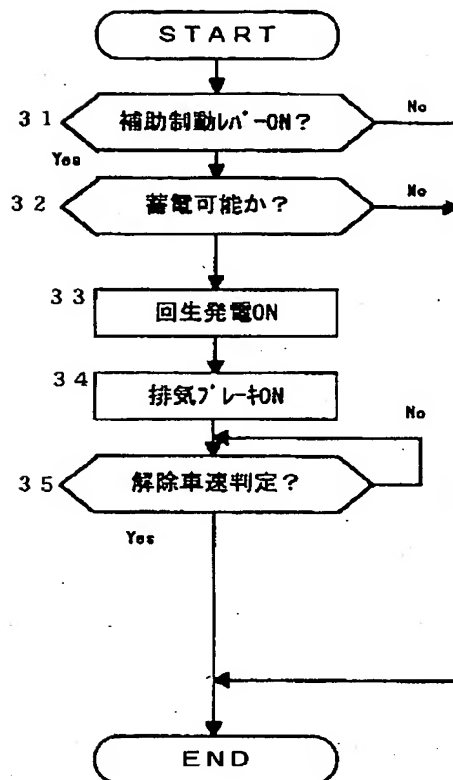 START
31
補助制動レバーON?
No
Yes
32
蓄電可能か?
No
33
回生発電ON
34
排気ブレーキON
No
35
解除車速判定?
Yes
END